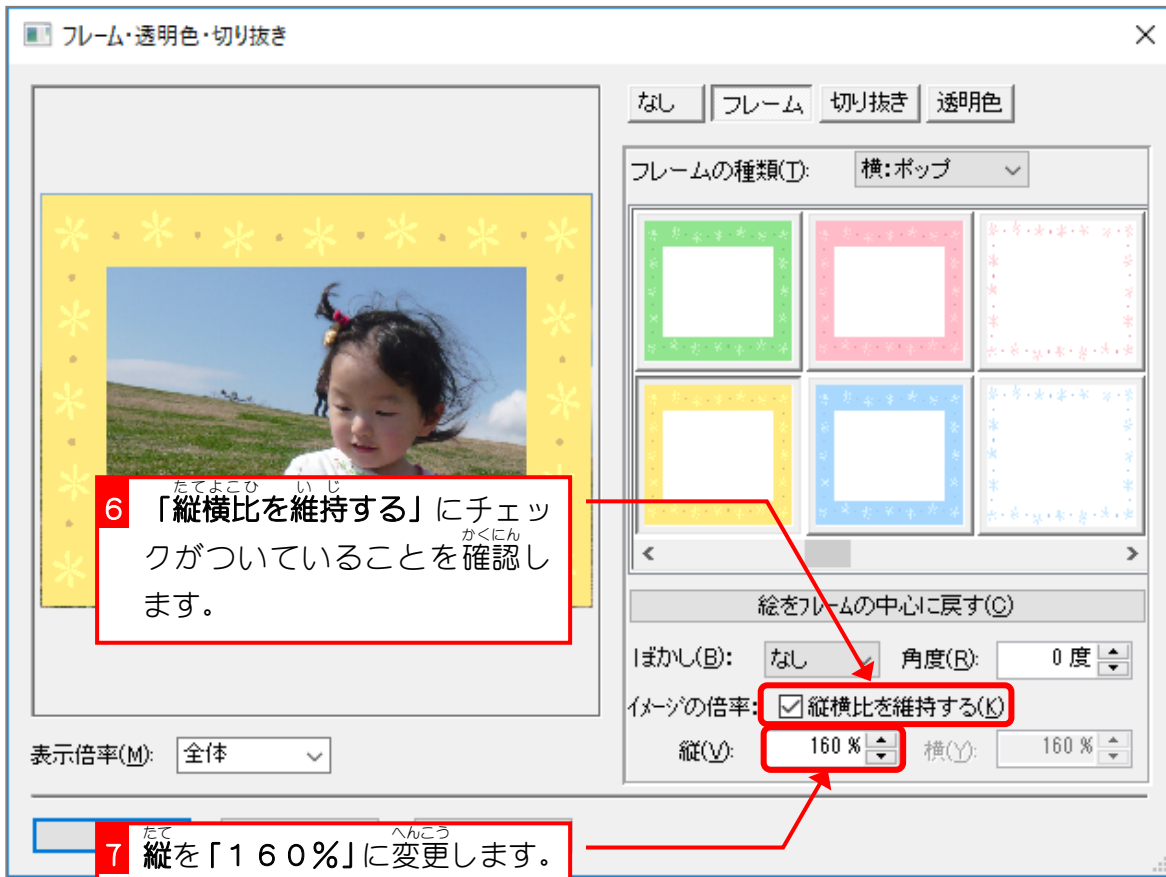 フレーム・透明色・切り抜き
なし フレーム 切り抜き 透明色
フレームの種類(T): 横:ポップ
絵をフレームの中心に戻す(C)
ぼかし(B): なし 角度(R): 0 度
イメージの倍率: 縦横比を維持する(K)
縦(V): 160 % 横(Y): 160 %
表示倍率(M): 全体
たてよこひ いじ
6 「縦横比を維持する」にチェッ
かくにん
クがついていることを確認し
ます。
たて へんこう
7 縦を「160%」に変更します。